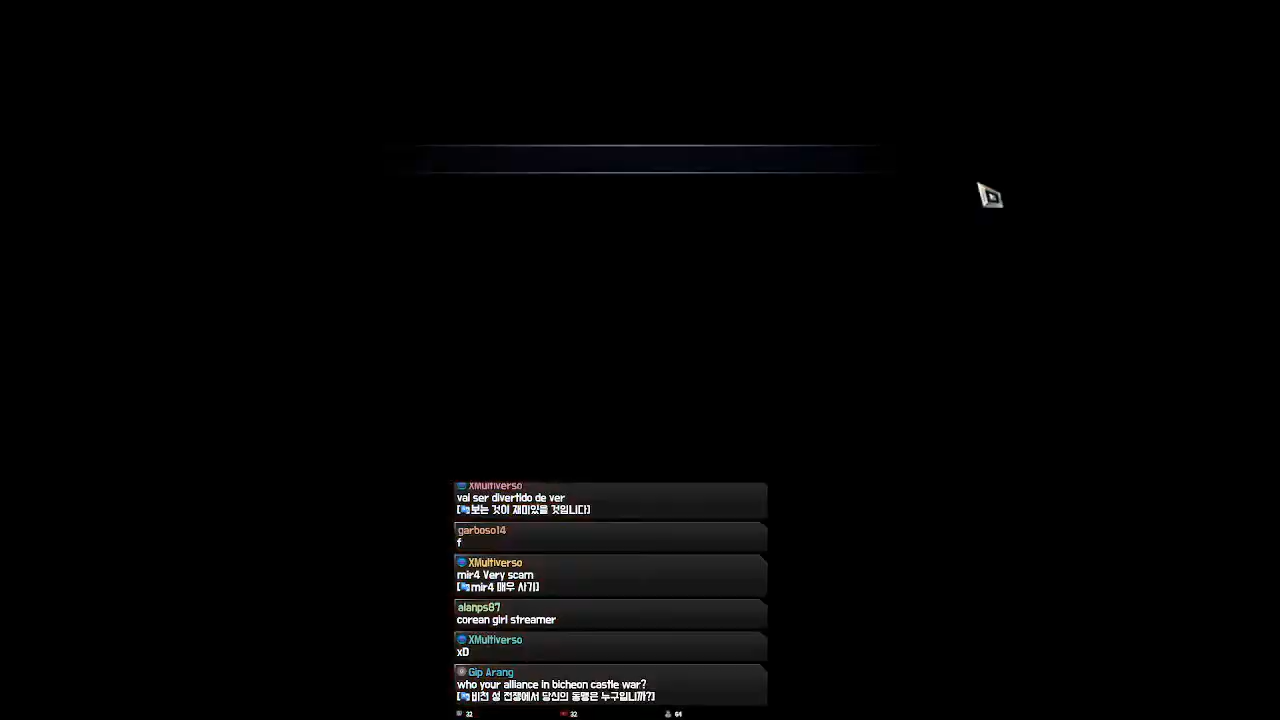 XMultiverso
vai ser divertido de ver
[보는 것이 재미있을 것입니다]
garboso14
f
XMultiverso
mir4 Very scam
[mir4 매우 사기]
alanps87
corean girl streamer
XMultiverso
xD
Gip Arang
who your alliance in bicheon castle war?
[비천 성 전쟁에서 당신의 동맹은 누구입니까?]
32 32 64